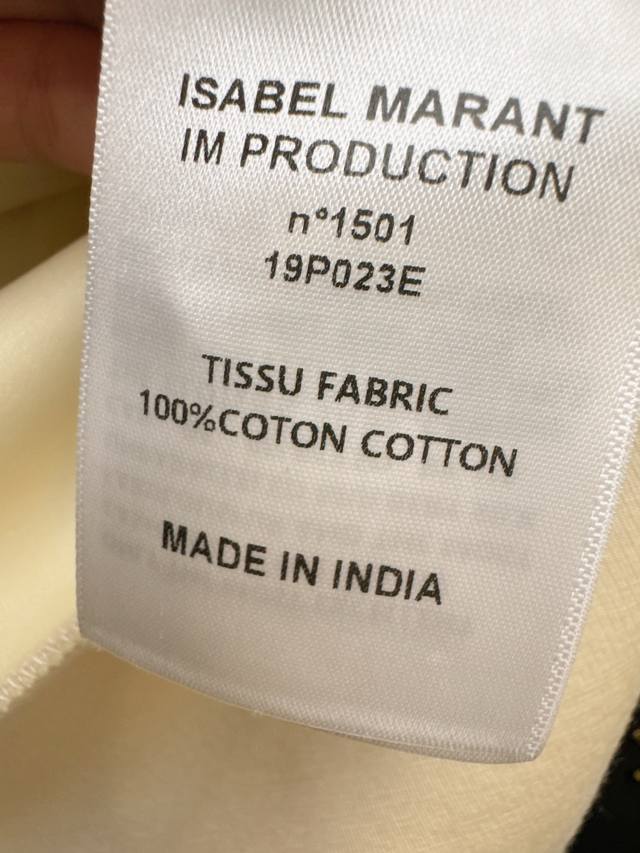 ISABEL MARANT
IM PRODUCTION
n°1501
19P023E
TISSU FABRIC
100%COTON COTTON
MADE IN INDIA